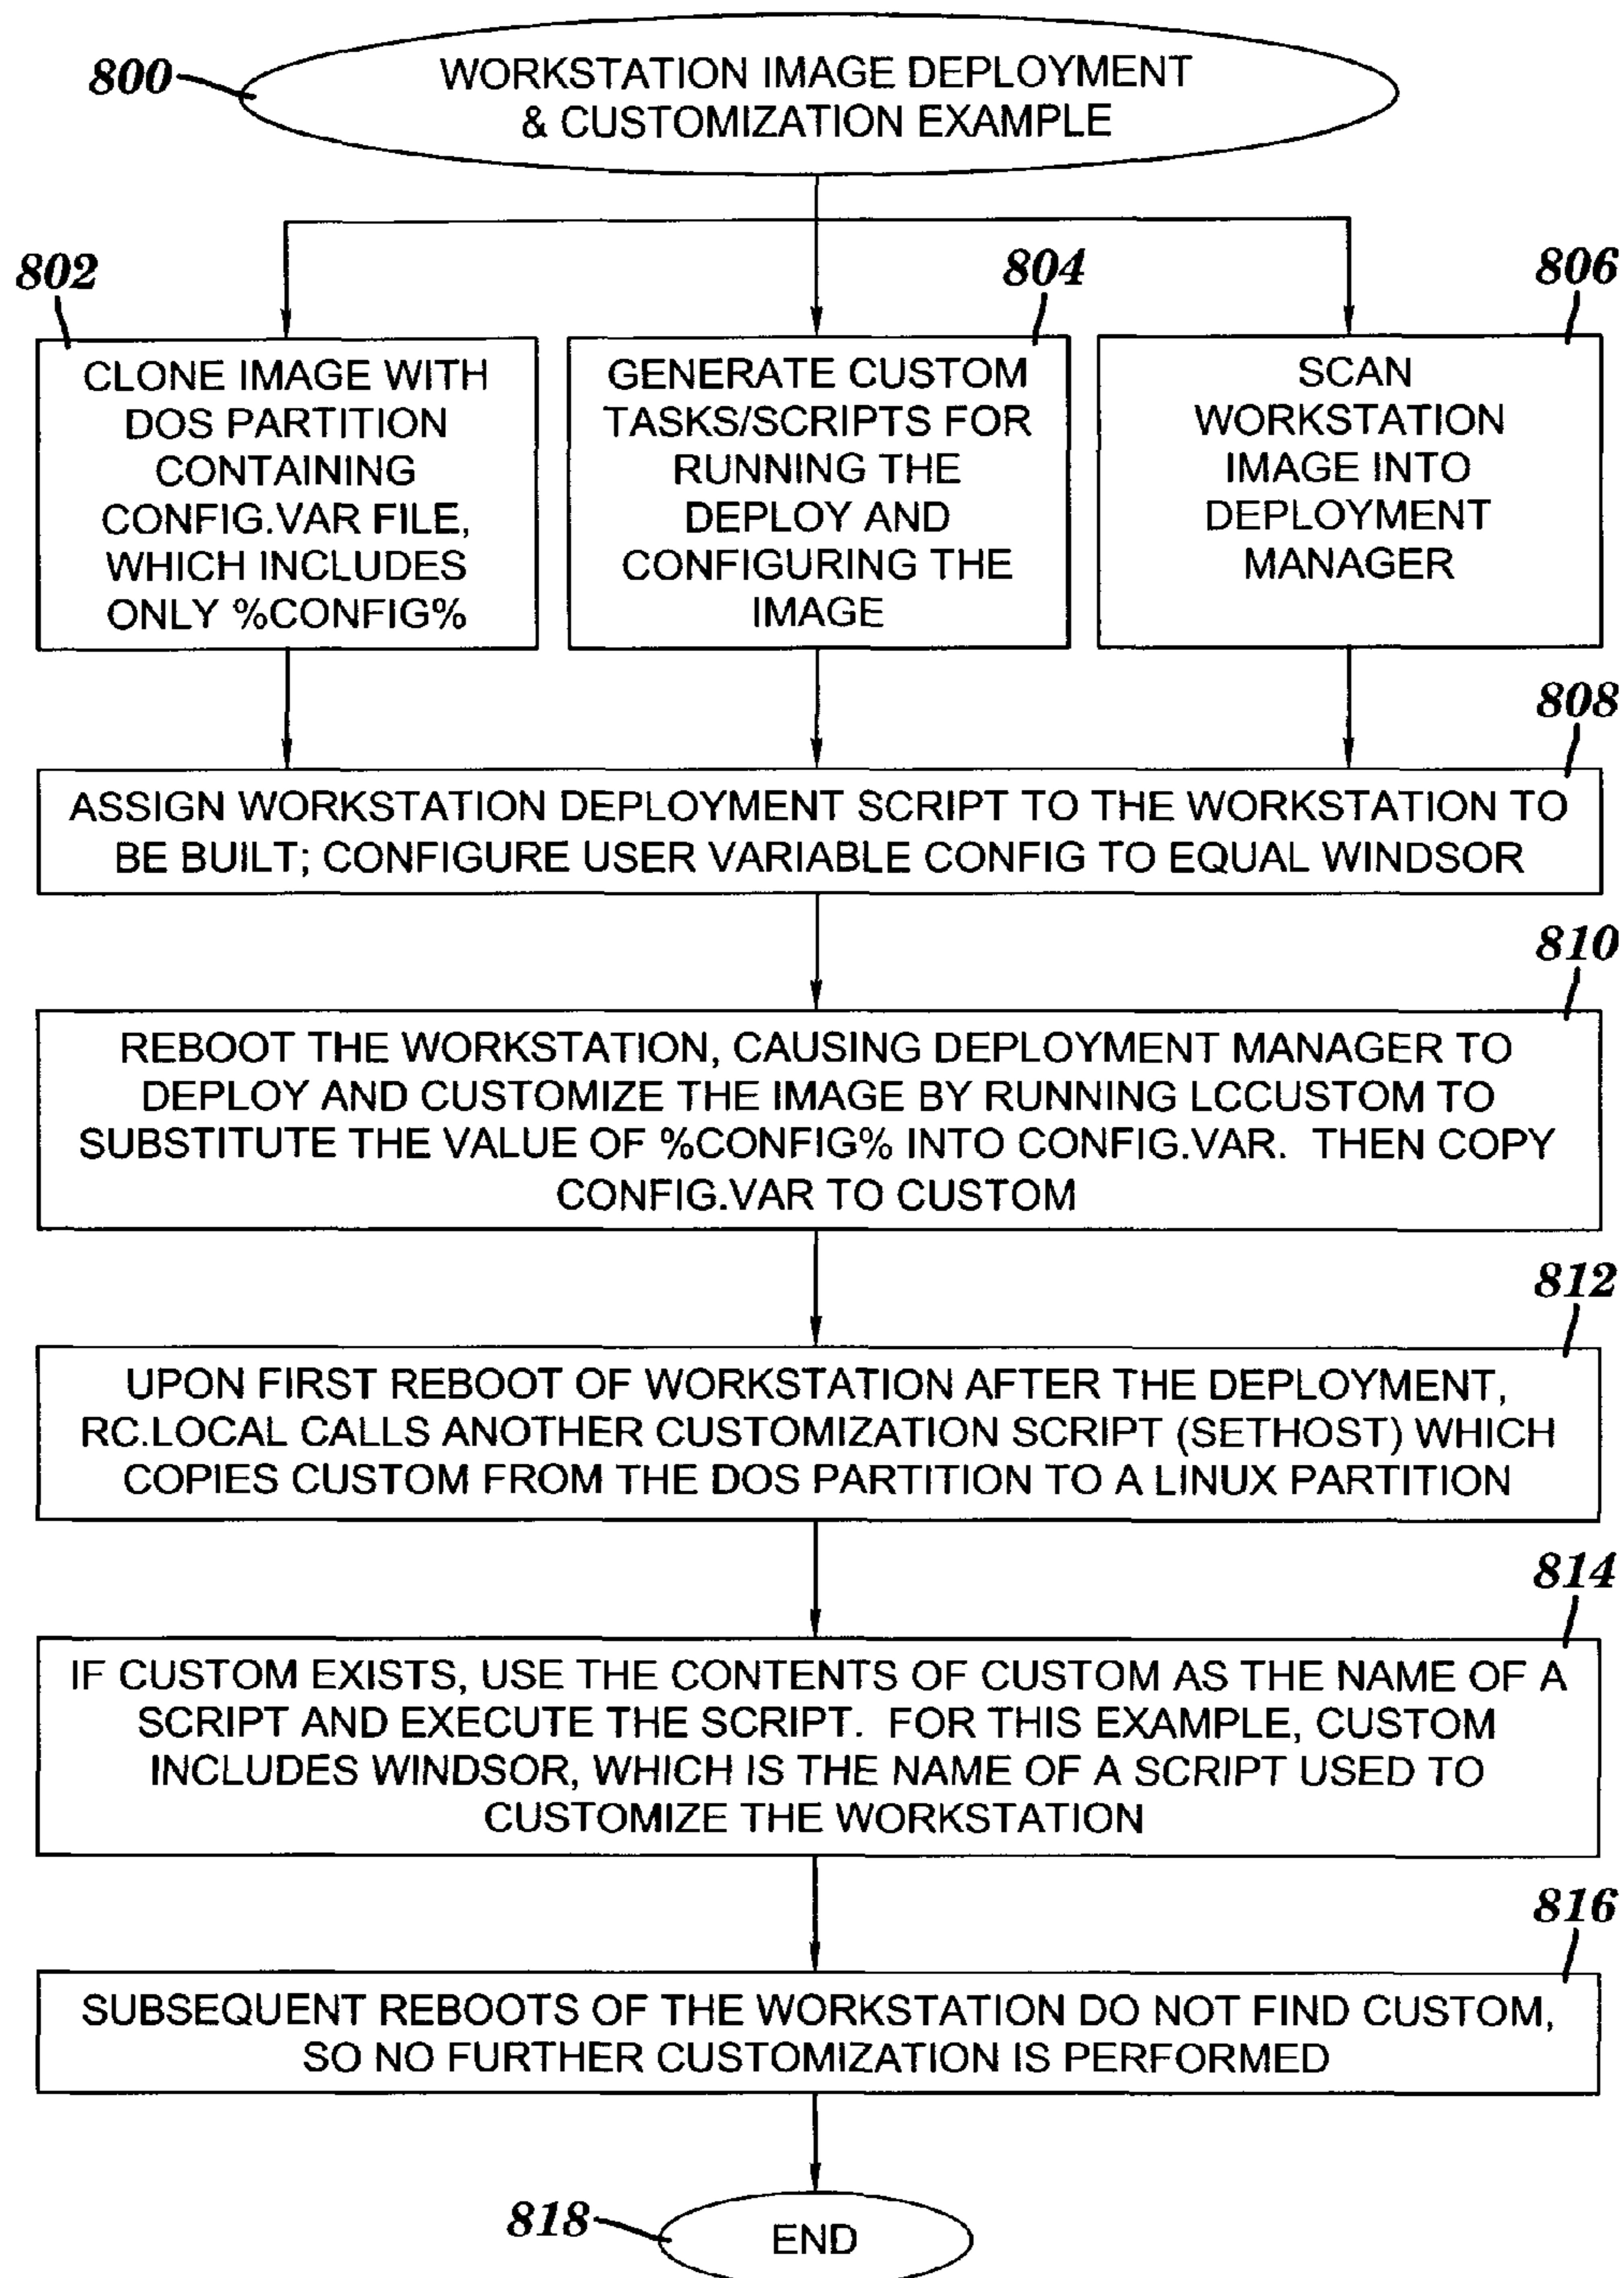 800
WORKSTATION IMAGE DEPLOYMENT
& CUSTOMIZATION EXAMPLE
802
CLONE IMAGE WITH
DOS PARTITION
CONTAINING
CONFIG.VAR FILE,
WHICH INCLUDES
ONLY %CONFIG%
804
GENERATE CUSTOM
TASKS/SCRIPTS FOR
RUNNING THE
DEPLOY AND
CONFIGURING THE
IMAGE
806
SCAN
WORKSTATION
IMAGE INTO
DEPLOYMENT
MANAGER
808
ASSIGN WORKSTATION DEPLOYMENT SCRIPT TO THE WORKSTATION TO
BE BUILT; CONFIGURE USER VARIABLE CONFIG TO EQUAL WINDSOR
810
REBOOT THE WORKSTATION, CAUSING DEPLOYMENT MANAGER TO
DEPLOY AND CUSTOMIZE THE IMAGE BY RUNNING LCCUSTOM TO
SUBSTITUTE THE VALUE OF %CONFIG% INTO CONFIG.VAR. THEN COPY
CONFIG.VAR TO CUSTOM
812
UPON FIRST REBOOT OF WORKSTATION AFTER THE DEPLOYMENT,
RC.LOCAL CALLS ANOTHER CUSTOMIZATION SCRIPT (SETHOST) WHICH
COPIES CUSTOM FROM THE DOS PARTITION TO A LINUX PARTITION
814
IF CUSTOM EXISTS, USE THE CONTENTS OF CUSTOM AS THE NAME OF A
SCRIPT AND EXECUTE THE SCRIPT. FOR THIS EXAMPLE, CUSTOM
INCLUDES WINDSOR, WHICH IS THE NAME OF A SCRIPT USED TO
CUSTOMIZE THE WORKSTATION
816
SUBSEQUENT REBOOTS OF THE WORKSTATION DO NOT FIND CUSTOM,
SO NO FURTHER CUSTOMIZATION IS PERFORMED
818
END